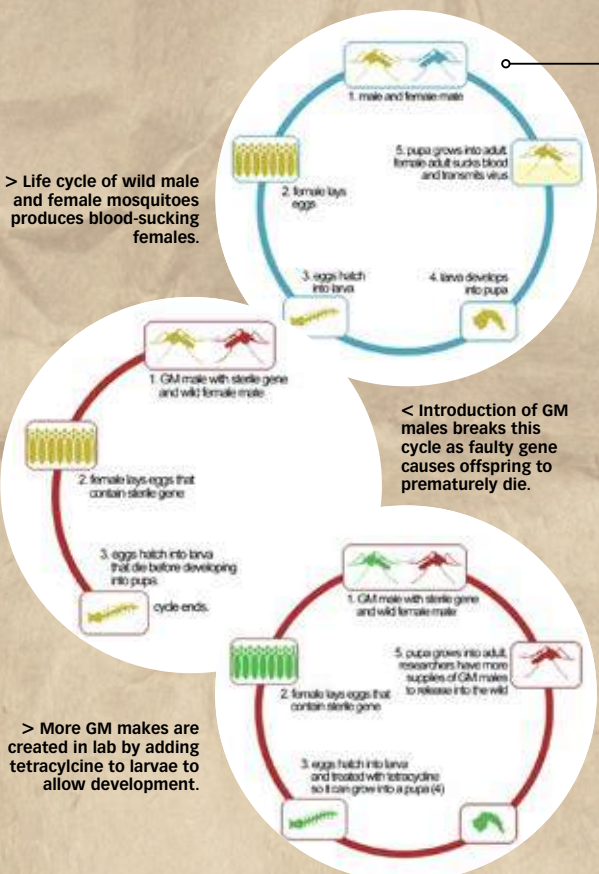 1. male and female mate
> Life cycle of wild male
and female mosquitoes
produces blood-sucking
females.
2. female lays
eggs
3. eggs hatch
into larva
4. larva develops
into pupa
5. pupa grows into adult,
female adult sucks blood
and transmits virus
1. GM male with sterile gene
and wild female mate
2. female lays eggs that
contain sterile gene
3. eggs hatch into larva
that die before developing
into pupa
cycle ends.
< Introduction of GM
males breaks this
cycle as faulty gene
causes offspring to
prematurely die.
1. GM male with sterile gene
and wild female mate
2. female lays eggs that
contain sterile gene
3. eggs hatch into larva
and treated with tetracycline
so it can grow into a pupa (4)
5. pupa grows into adult,
researchers have more
supplies of GM males
to release into the wild
> More GM makes are
created in lab by adding
tetracylcine to larvae to
allow development.